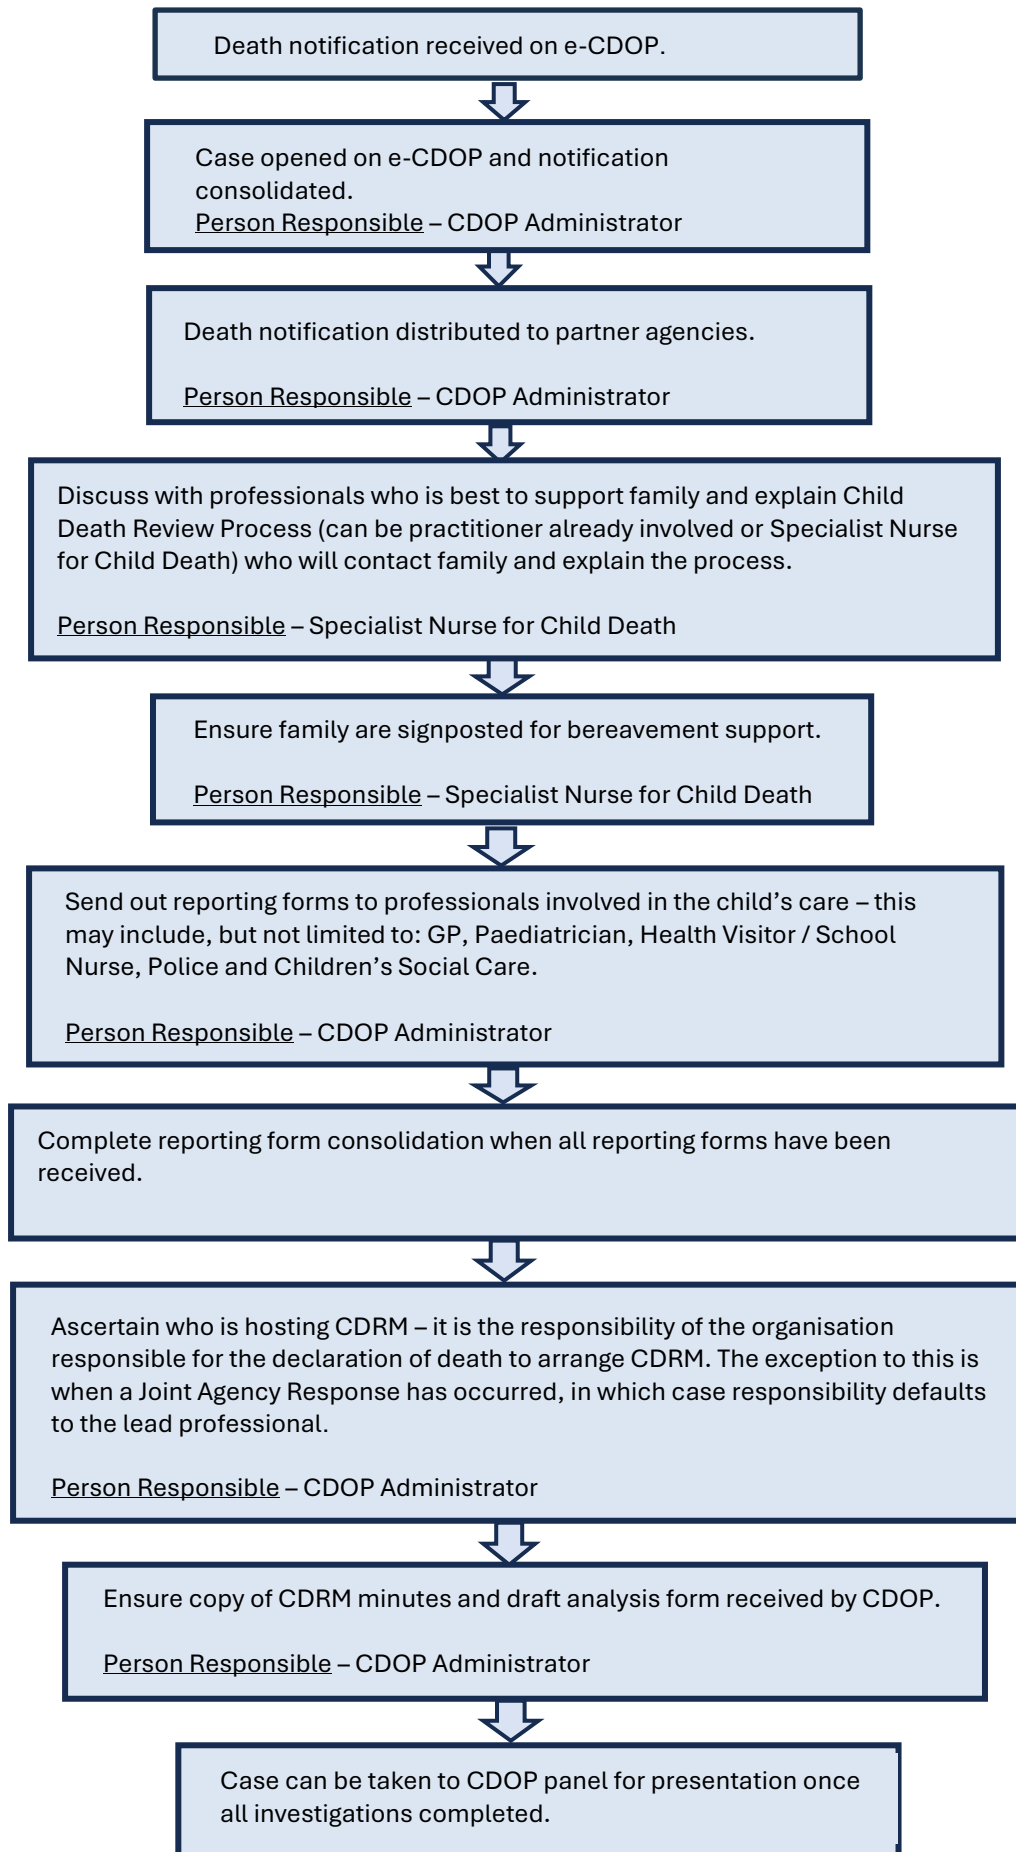 Death notification received on e-CDOP.
Case opened on e-CDOP and notification
consolidated.
Person Responsible – CDOP Administrator
Death notification distributed to partner agencies.
Person Responsible – CDOP Administrator
Discuss with professionals who is best to support family and explain Child
Death Review Process (can be practitioner already involved or Specialist Nurse
for Child Death) who will contact family and explain the process.
Person Responsible – Specialist Nurse for Child Death
Ensure family are signposted for bereavement support.
Person Responsible – Specialist Nurse for Child Death
Send out reporting forms to professionals involved in the child’s care – this
may include, but not limited to: GP, Paediatrician, Health Visitor / School
Nurse, Police and Children’s Social Care.
Person Responsible – CDOP Administrator
Complete reporting form consolidation when all reporting forms have been
received.
Ascertain who is hosting CDRM – it is the responsibility of the organisation
responsible for the declaration of death to arrange CDRM. The exception to this is
when a Joint Agency Response has occurred, in which case responsibility defaults
to the lead professional.
Person Responsible – CDOP Administrator
Ensure copy of CDRM minutes and draft analysis form received by CDOP.
Person Responsible – CDOP Administrator
Case can be taken to CDOP panel for presentation once
all investigations completed.